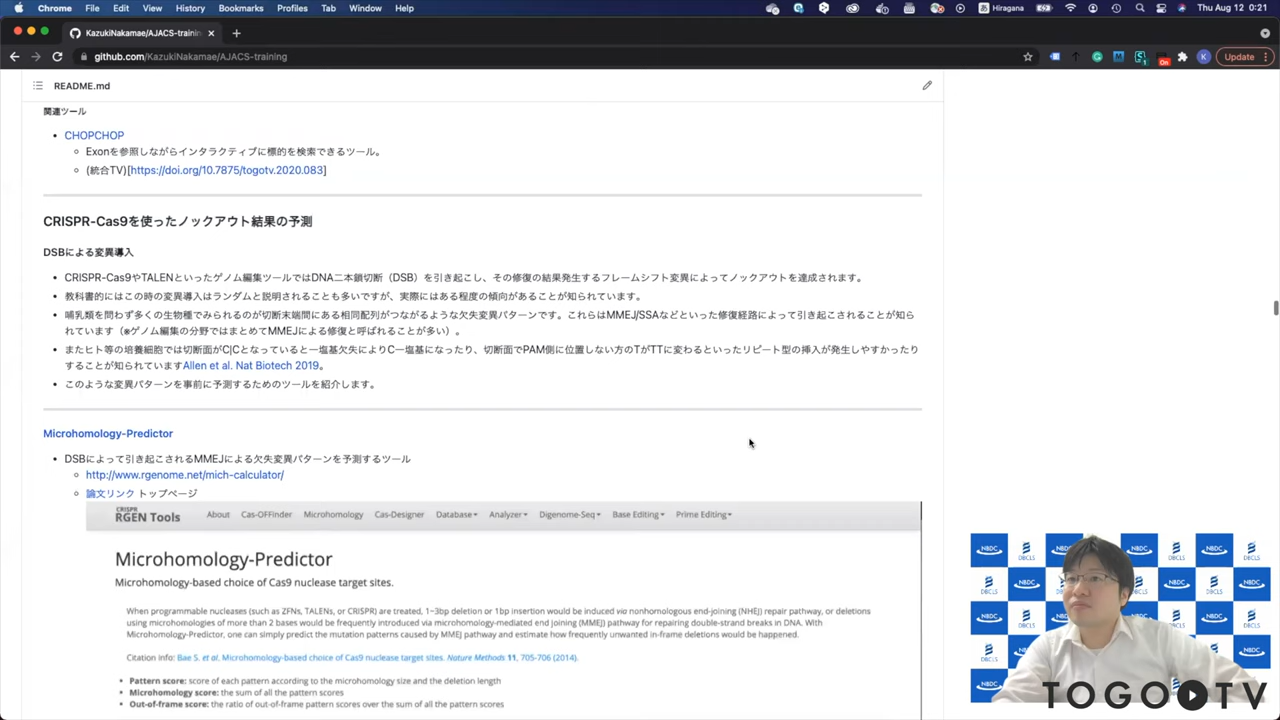 Chrome File Edit View History Bookmarks Profiles Tab Window Help
Hiragana
Thu Aug 12 0:21
KazukiNakamae/AJACS-trainin
github.com/KazukiNakamae/AJACS-training
On
K
Update
README.md
関連ツール
CHOPCHOP
Exonを参照しながらインタラクティブに標的を検索できるツール。
(統合TV)[https://doi.org/10.7875/togotv.2020.083]
CRISPR-Cas9を使ったノックアウト結果の予測
DSBによる変異導入
CRISPR-Cas9やTALENといったゲノム編集ツールではDNA二本鎖切断（DSB）を引き起こし、その修復の結果発生するフレームシフト変異によってノックアウトを達成されます。
教科書的にはこの時の変異導入はランダムと説明されることも多いですが、実際にはある程度の傾向があることが知られています。
哺乳類を問わず多くの生物種でみられるのが切断末端間にある相同配列がつながるような欠失変異パターンです。これらはMMEJ/SSAなどといった修復経路によって引き起こされることが知ら
れています（※ゲノム編集の分野ではまとめてMMEJによる修復と呼ばれることが多い）。
またヒト等の培養細胞では切断面がC|Cとなっていると一塩基欠失によりC一塩基になったり、切断面でPAM側に位置しない方のTがTTに変わるといったリピート型の挿入が発生しやすかったり
することが知られていますAllen et al. Nat Biotech 2019。
このような変異パターンを事前に予測するためのツールを紹介します。
Microhomology-Predictor
DSBによって引き起こされるMMEJによる欠失変異パターンを予測するツール
http://www.rgenome.net/mich-calculator/
論文リンク トップページ
CRISPR
RGEN Tools About Cas-OFFinder Microhomology Cas-Designer Database Analyzer Digenome-Seq Base Editing Prime Editing
Microhomology-Predictor
Microhomology-based choice of Cas9 nuclease target sites.
When programmable nucleases (such as ZFNs, TALENs, or CRISPR) are treated, 1~3bp deletion or 1bp insertion would be induced via nonhomologous end-joining (NHEJ) repair pathway, or deletions
using microhomologies of more than 2 bases would be frequently introduced via microhomology-mediated end joining (MMEJ) pathway for repairing double-strand breaks in DNA. With
Microhomology-Predictor, one can simply predict the mutation patterns caused by MMEJ pathway and estimate how frequently unwanted in-frame deletions would be happened.
Citation info: Bae S. et al. Microhomology-based choice of Cas9 nuclease target sites. Nature Methods 11, 705-706 (2014).
Pattern score: score of each pattern according to the microhomology size and the deletion length
Microhomology score: the sum of all the pattern scores
Out-of-frame score: the ratio of out-of-frame pattern scores over the sum of all the pattern scores
NBDC DBCLS
TOGO TV